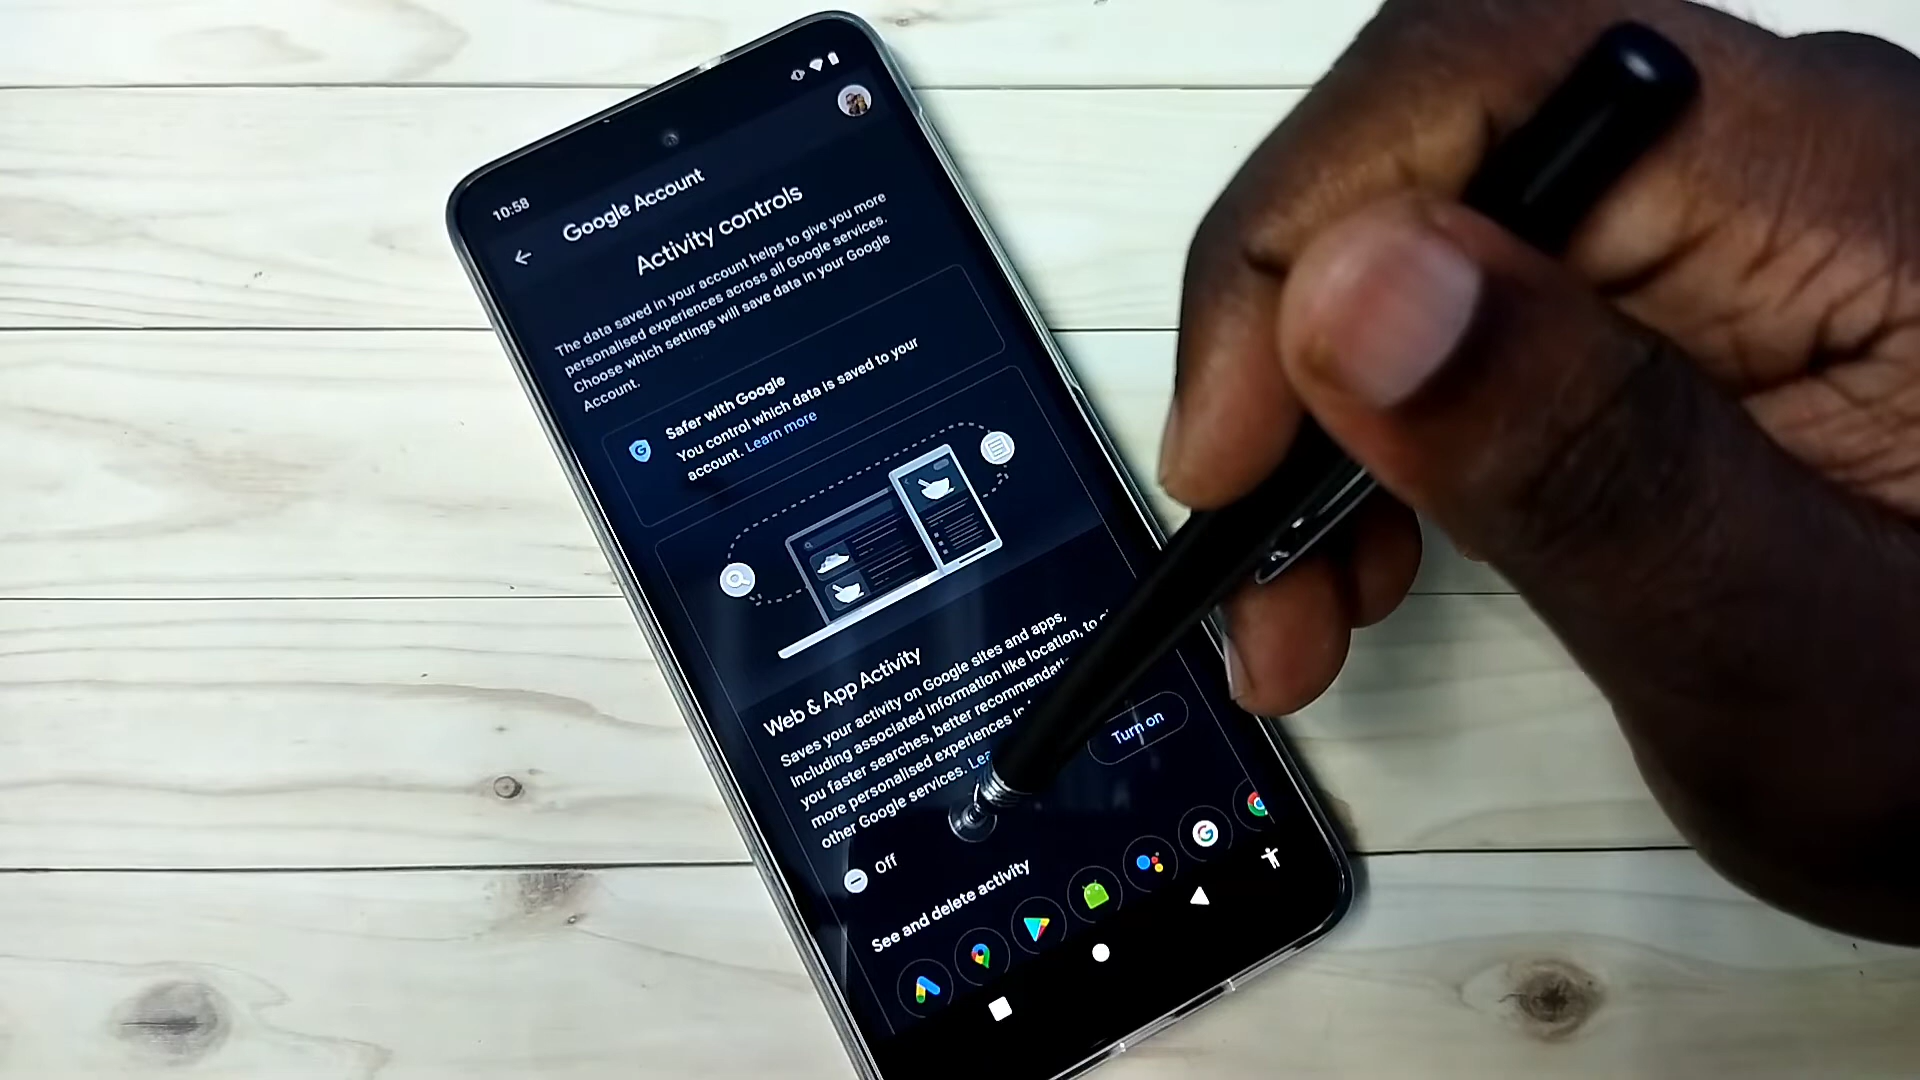 10:58
Google Account
Activity controls
The data saved in your account helps to give you more
personalised experiences across all Google services.
Choose which settings will save data in your Google
Account.
Safer with Google
You control which data is saved to your
account. Learn more
Web & App Activity
Saves your activity on Google sites and apps,
including associated information like location, to
you faster searches, better
more personalised experiences in
other Google services.
Turn on
Off
See and delete activity